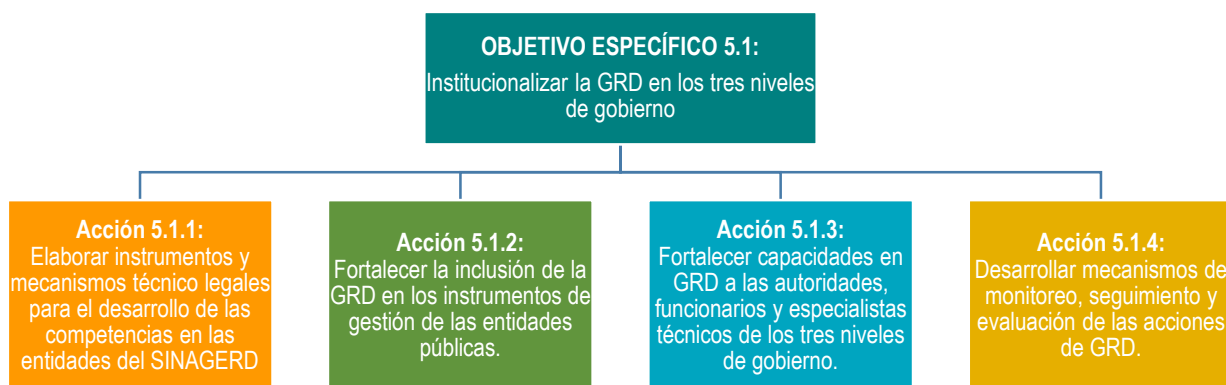 OBJETIVO ESPECÍFICO 5.1:
Institucionalizar la GRD en los tres niveles
de gobierno
Acción 5.1.1:
Elaborar instrumentos y
mecanismos técnico legales
para el desarrollo de las
competencias en las
entidades del SINAGERD
Acción 5.1.2:
Fortalecer la inclusión de la
GRD en los instrumentos de
gestión de las entidades
públicas.
Acción 5.1.3:
Fortalecer capacidades en
GRD a las autoridades,
funcionarios y especialistas
técnicos de los tres niveles
de gobierno.
Acción 5.1.4:
Desarrollar mecanismos de
monitoreo, seguimiento y
evaluación de las acciones
de GRD.